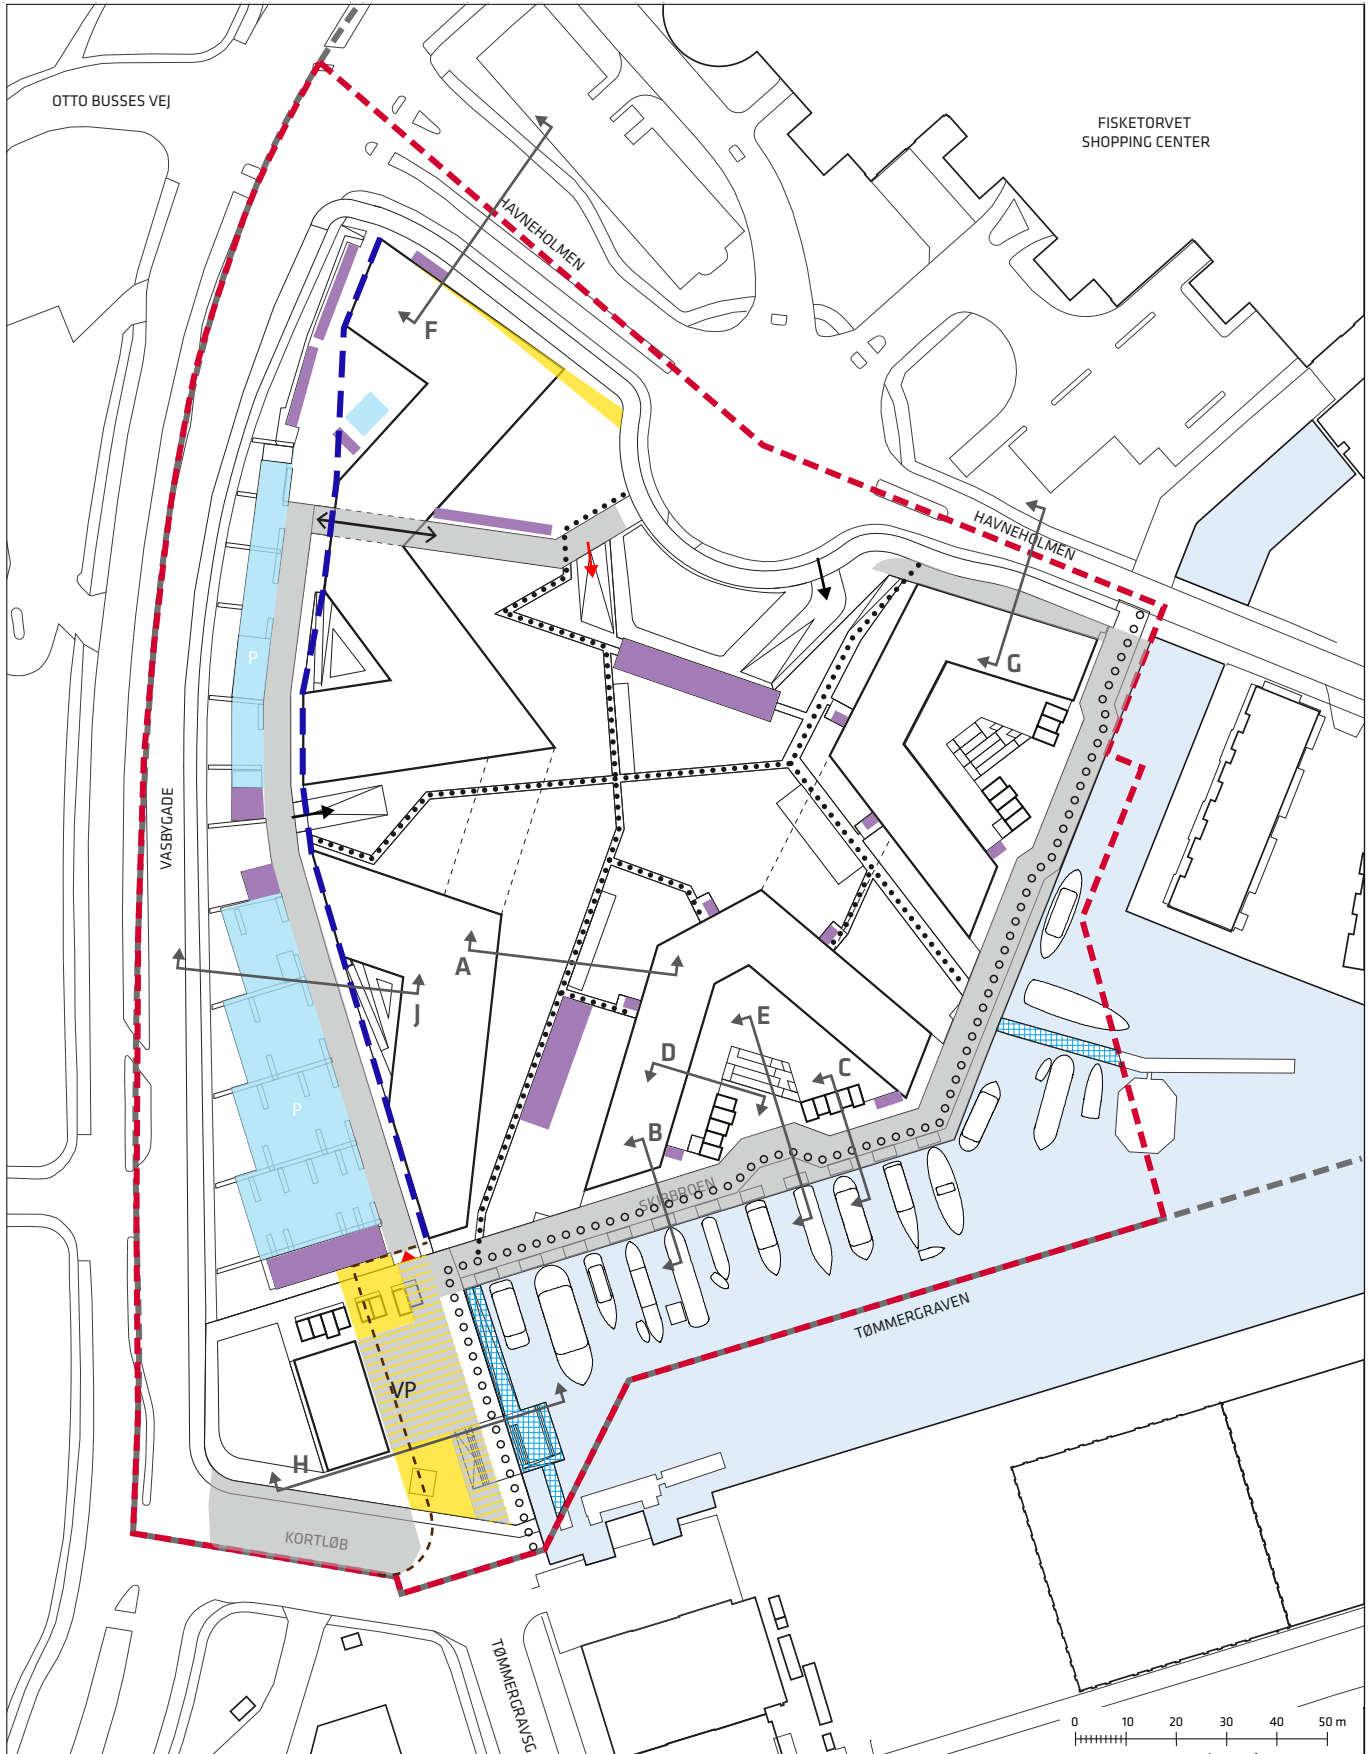 OTTO BUSSES VEJ
FISKETORVET
SHOPPING CENTER
HAVNEHOLMEN
F
HAVNEHOLMEN
G
P
VASBYGADE
A
J
E
D
C
P
B
SKIBBROEN
TØMMERGRAVEN
VP
H
KORTLØB
TØMMERGRAVSG
0 10 20 30 40 50 m